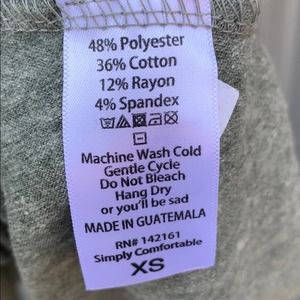 48% Polyester
36% Cotton
12% Rayon
4% Spandex
Machine Wash Cold
Gentle Cycle
Do Not Bleach
Hang Dry
or you'll be sad
MADE IN GUATEMALA
RN# 142161
Simply Comfortable
XS